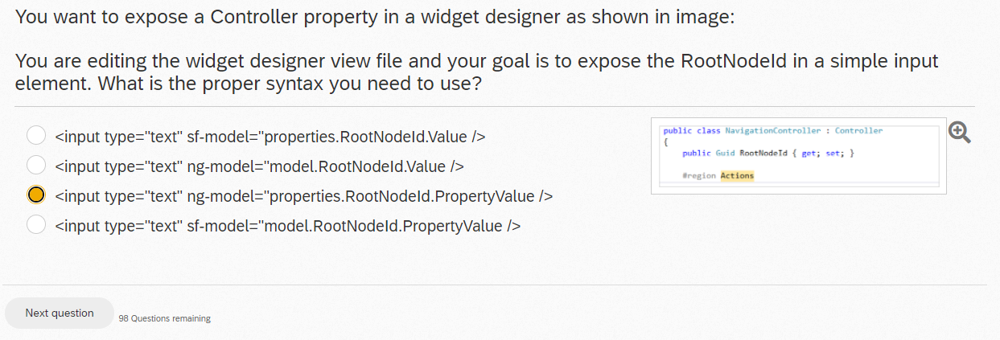 You want to expose a Controller property in a widget designer as shown in image:
You are editing the widget designer view file and your goal is to expose the RootNodeId in a simple input
element. What is the proper syntax you need to use?
<input type="text" sf-model="properties.RootNodeId.Value />
<input type="text" ng-model="model.RootNodeId.Value />
<input type="text" ng-model="properties.RootNodeId.PropertyValue />
<input type="text" sf-model="model.RootNodeId.PropertyValue />
public class NavigationController : Controller
{
public Guid RootNodeId { get; set; }
#region Actions
Next question
98 Questions remaining